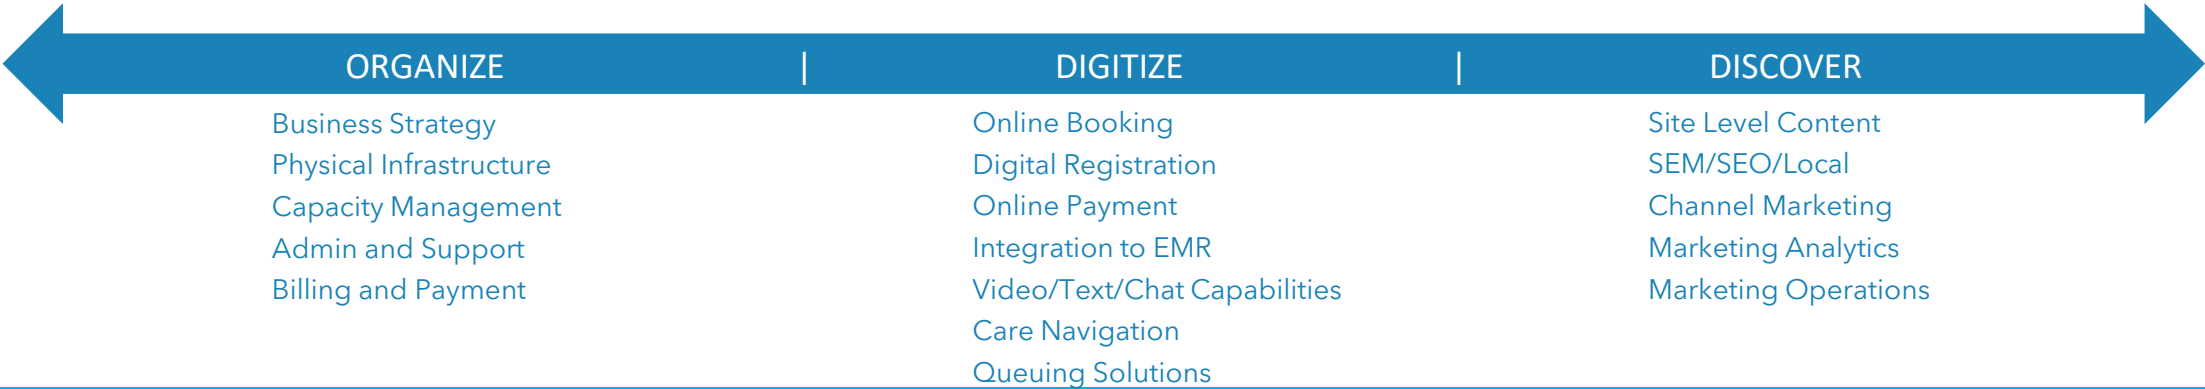 ORGANIZE | DIGITIZE | DISCOVER
Business Strategy
Physical Infrastructure
Capacity Management
Admin and Support
Billing and Payment
Online Booking
Digital Registration
Online Payment
Integration to EMR
Video/Text/Chat Capabilities
Care Navigation
Queuing Solutions
Site Level Content
SEM/SEO/Local
Channel Marketing
Marketing Analytics
Marketing Operations